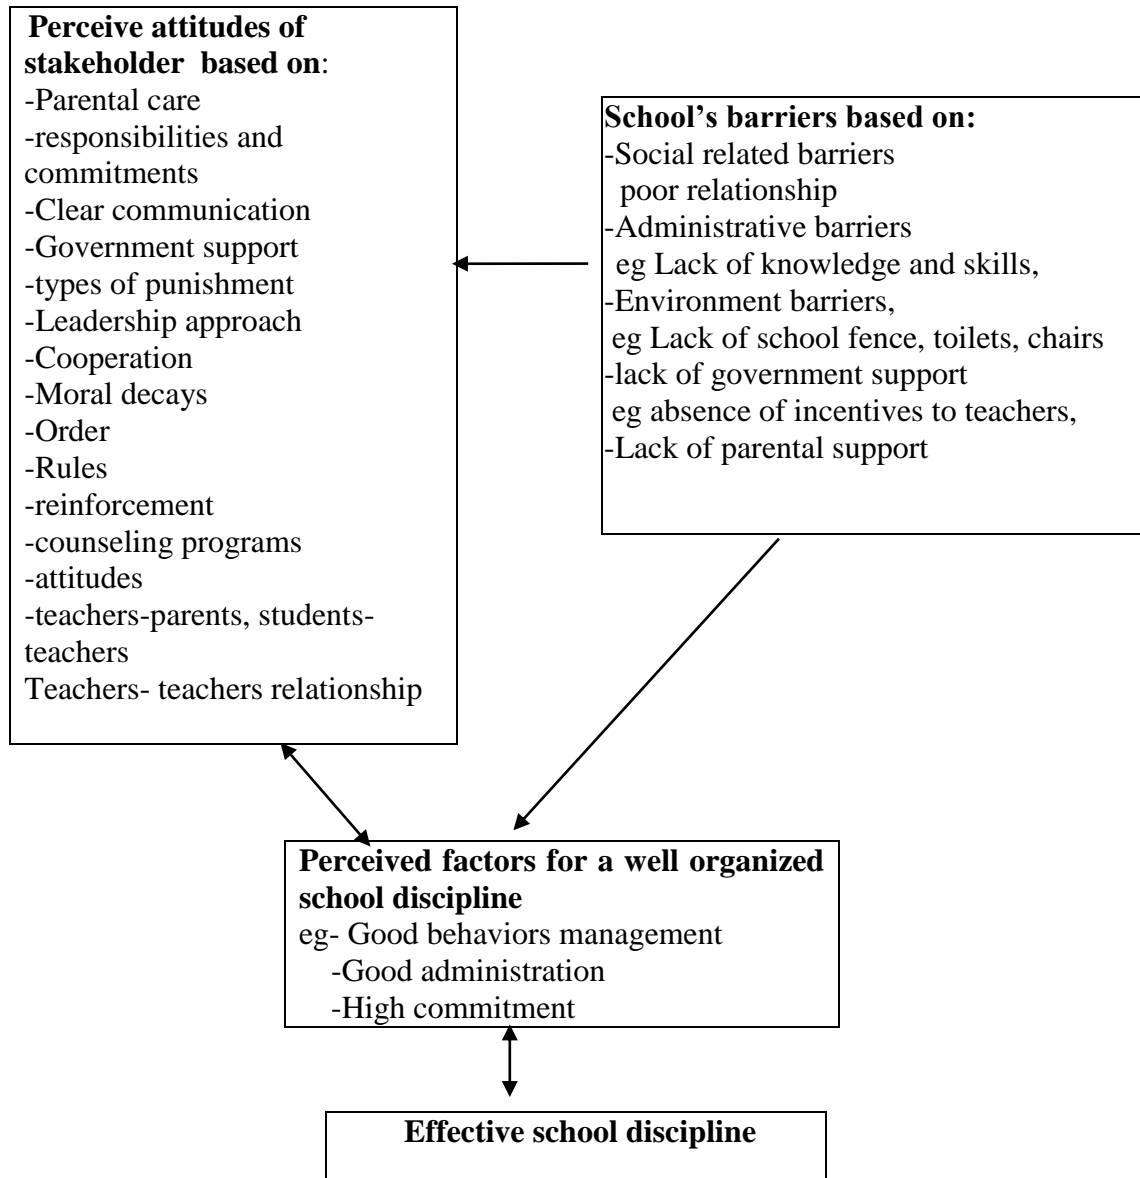 Perceive attitudes of
stakeholder based on:
-Parental care
-responsibilities and
commitments
-Clear communication
-Government support
-types of punishment
-Leadership approach
-Cooperation
-Moral decays
-Order
-Rules
-reinforcement
-counseling programs
-attitudes
-teachers-parents, students-
teachers
Teachers- teachers relationship
School's barriers based on:
-Social related barriers
poor relationship
-Administrative barriers
eg Lack of knowledge and skills,
-Environment barriers,
eg Lack of school fence, toilets, chairs
-lack of government support
eg absence of incentives to teachers,
-Lack of parental support
Perceived factors for a well organized
school discipline
eg- Good behaviors management
-Good administration
-High commitment
Effective school discipline